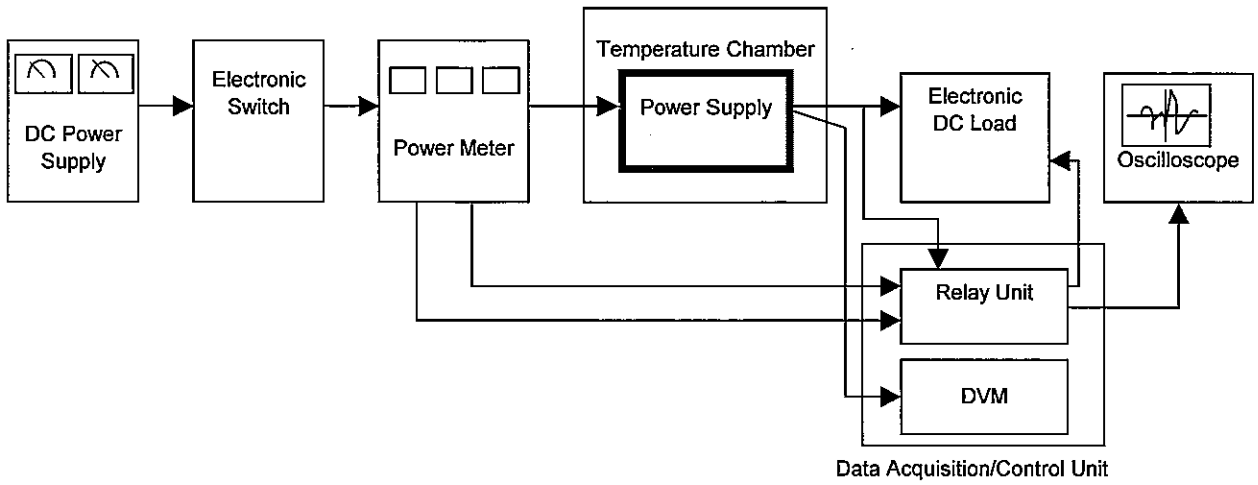 DC Power
Supply
Electronic
Switch
Power Meter
Temperature Chamber
Power Supply
Electronic
DC Load
Oscilloscope
Relay Unit
DVM
Data Acquisition/Control Unit